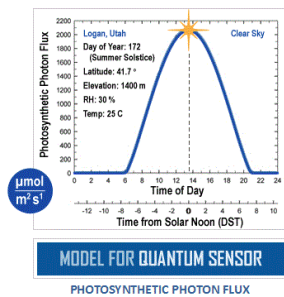 Photosynthetic Photon Flux
2200
2000
1800
1600
1400
1200
1000
800
600
400
200
0
Logan, Utah
Clear Sky
Day of Year: 172
(Summer Solstice)
Latitude: 41.7 °
Elevation: 1400 m
RH: 30 %
Temp: 25 C
µmol
m² s¹
0 2 4 6 8 10 12 14 16 18 20 22 24
Time of Day
-12 -10 -8 -6 -4 -2 0 2 4 6 8 10
Time from Solar Noon (DST)
MODEL FOR QUANTUM SENSOR
PHOTOSYNTHETIC PHOTON FLUX